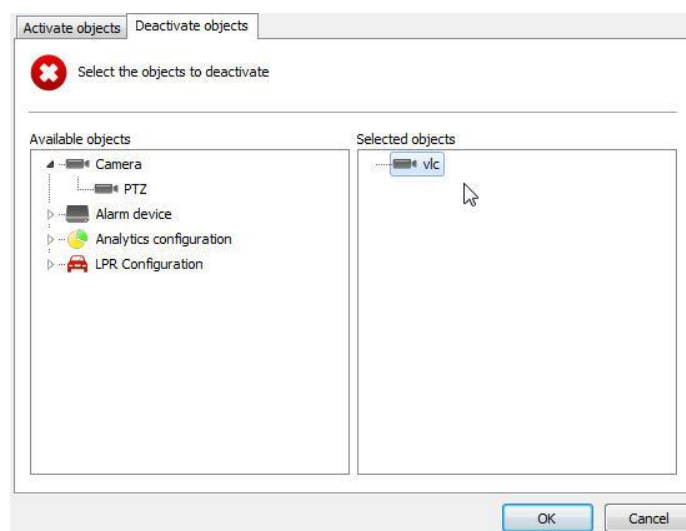 Activate objects
Deactivate objects
Select the objects to deactivate
Available objects
Selected objects
Camera
PTZ
Alarm device
Analytics configuration
LPR Configuration
vlc
OK
Cancel